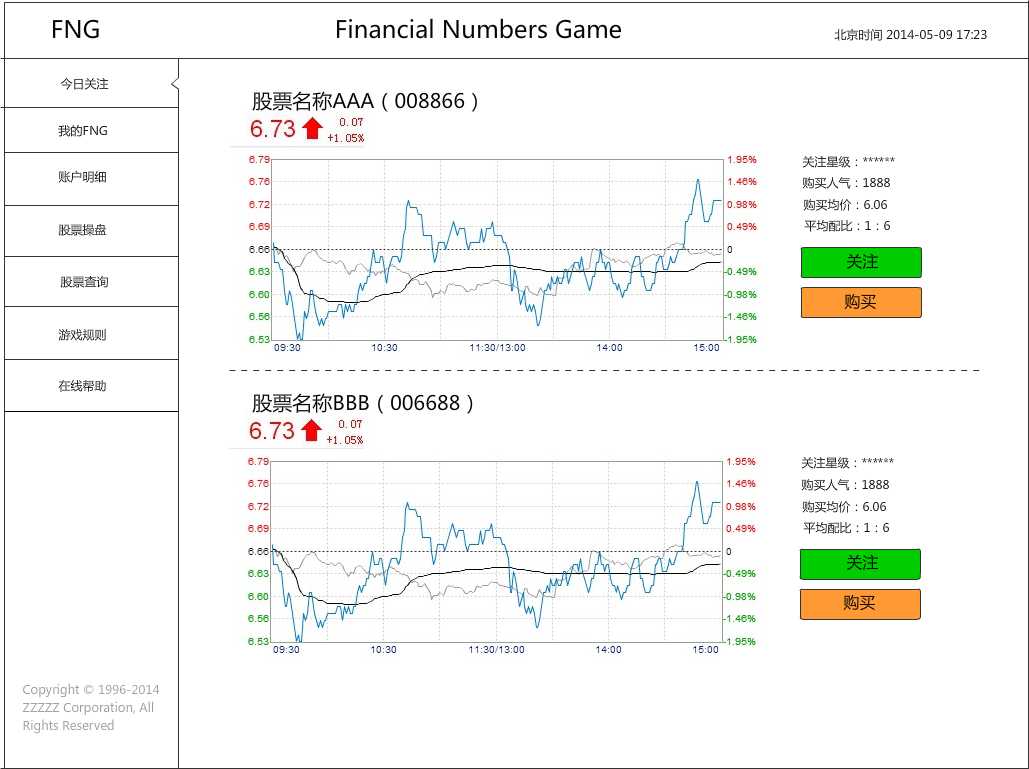 FNG
Financial Numbers Game
北京时间 2014-05-09 17:23
今日关注
我的FNG
账户明细
股票操盘
股票查询
游戏规则
在线帮助
Copyright © 1996-2014
ZZZZZ Corporation, All
Rights Reserved
股票名称AAA（008866）
6.73
0.07
+1.05%
6.79 1.95%
6.76 1.46%
6.72 0.98%
6.69 0.49%
6.66 0
6.63 -0.49%
6.60 -0.98%
6.56 -1.46%
6.53 -1.95%
09:30 10:30 11:30/13:00 14:00 15:00
关注星级：******
购买人气：1888
购买均价：6.06
平均配比：1：6
关注
购买
股票名称BBB（006688）
6.73
0.07
+1.05%
6.79 1.95%
6.76 1.46%
6.72 0.98%
6.69 0.49%
6.66 0
6.63 -0.49%
6.60 -0.98%
6.56 -1.46%
6.53 -1.95%
09:30 10:30 11:30/13:00 14:00 15:00
关注星级：******
购买人气：1888
购买均价：6.06
平均配比：1：6
关注
购买